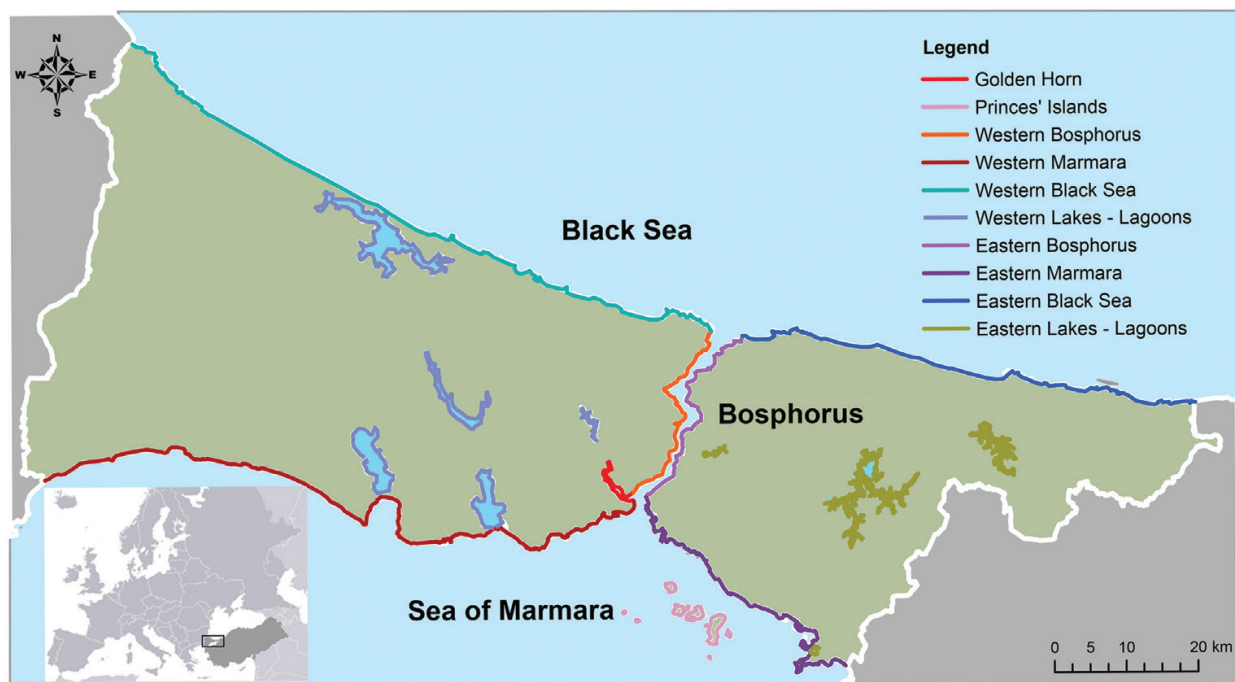 N
W E
S
Legend
Golden Horn
Princes' Islands
Western Bosphorus
Western Marmara
Western Black Sea
Western Lakes - Lagoons
Eastern Bosphorus
Eastern Marmara
Eastern Black Sea
Eastern Lakes - Lagoons
Black Sea
Bosphorus
Sea of Marmara
0 5 10 20 km